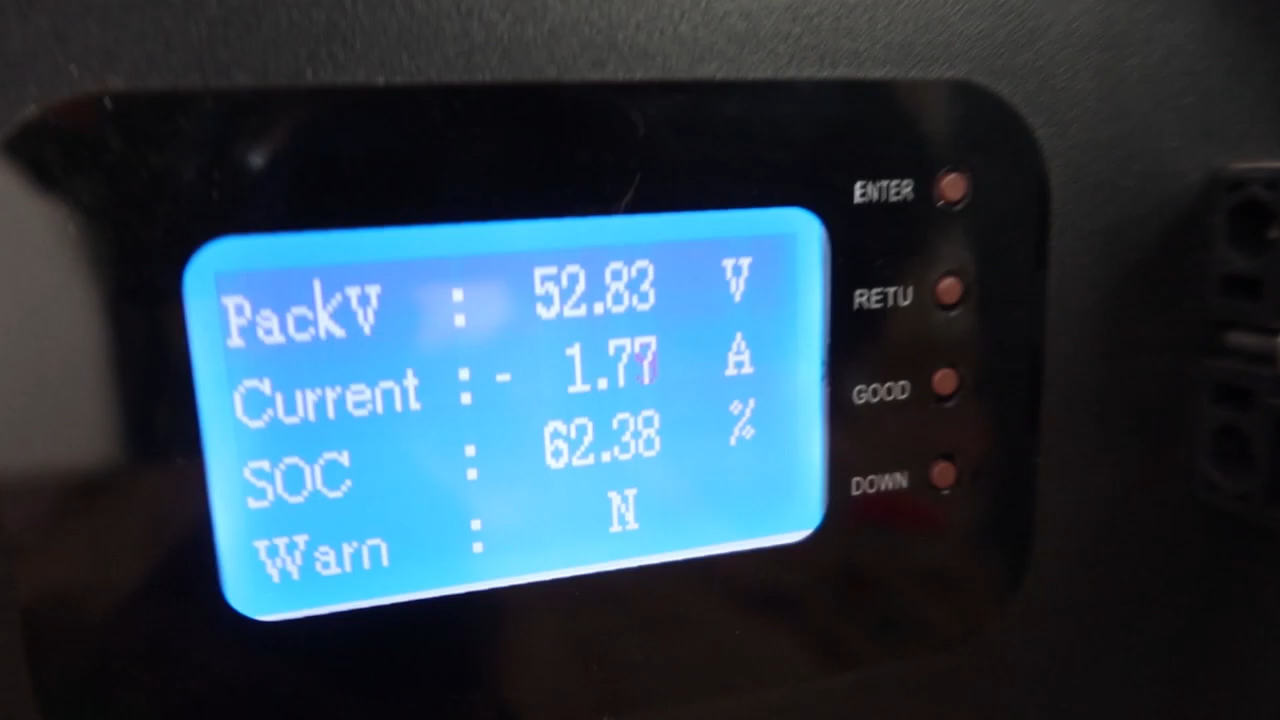 PackV : 52.83 V
Current : - 1.77 A
SOC : 62.38 %
Warn : N
ENTER
RETU
GOOD
DOWN